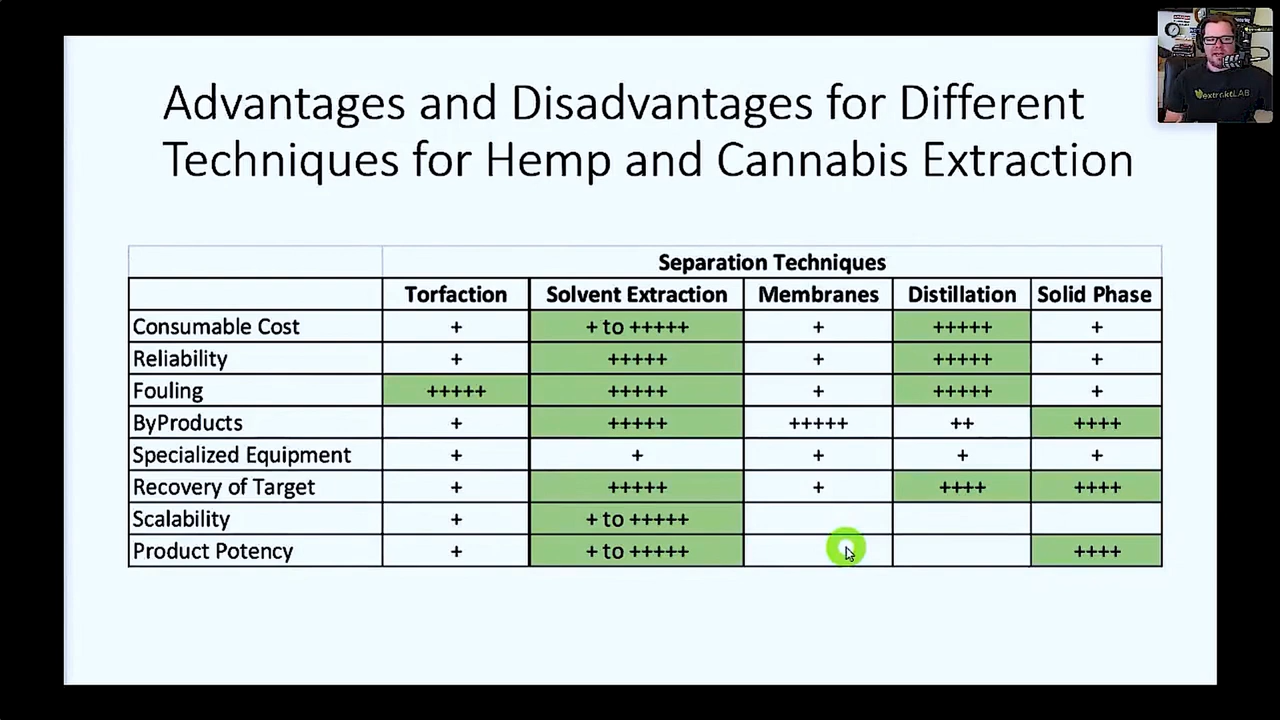 Advantages and Disadvantages for Different
Techniques for Hemp and Cannabis Extraction
Separation Techniques
Torfaction Solvent Extraction Membranes Distillation Solid Phase
Consumable Cost + + to +++++ + +++++ +
Reliability + +++++ + +++++ +
Fouling +++++ +++++ + +++++ +
ByProducts + +++++ +++++ ++ ++++
Specialized Equipment + + + + +
Recovery of Target + +++++ + ++++ ++++
Scalability + + to +++++
Product Potency + + to +++++ ++++
extraktLAB